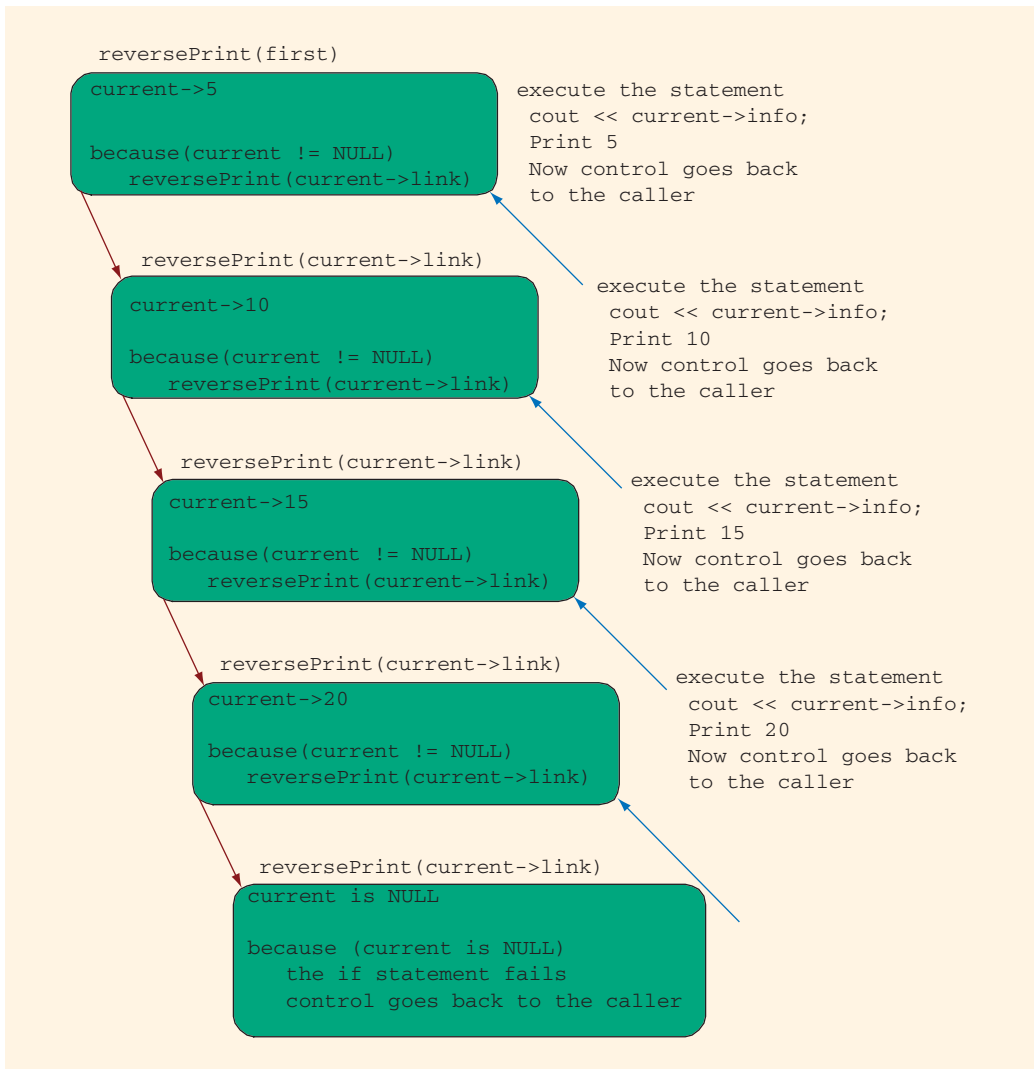 reversePrint(first)
current->5
because(current != NULL)
reversePrint(current->link)
execute the statement
cout << current->info;
Print 5
Now control goes back
to the caller
reversePrint(current->link)
current->10
because(current != NULL)
reversePrint(current->link)
execute the statement
cout << current->info;
Print 10
Now control goes back
to the caller
reversePrint(current->link)
current->15
because(current != NULL)
reversePrint(current->link)
execute the statement
cout << current->info;
Print 15
Now control goes back
to the caller
reversePrint(current->link)
current->20
because(current != NULL)
reversePrint(current->link)
execute the statement
cout << current->info;
Print 20
Now control goes back
to the caller
reversePrint(current->link)
current is NULL
because (current is NULL)
the if statement fails
control goes back to the caller